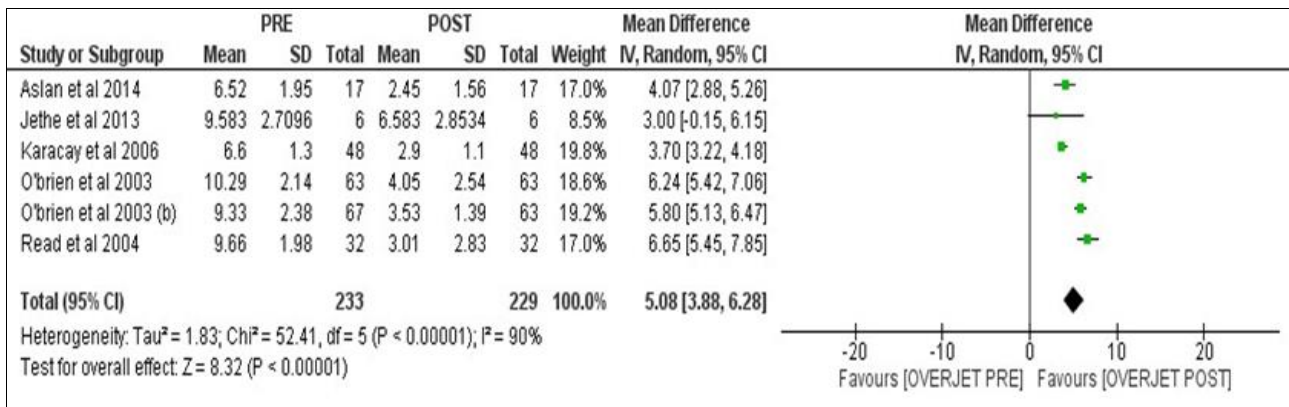 PRE POST Mean Difference Mean Difference
Study or Subgroup Mean SD Total Mean SD Total Weight IV, Random, 95% CI IV, Random, 95% CI
Aslan et al 2014 6.52 1.95 17 2.45 1.56 17 17.0% 4.07 [2.88, 5.26]
Jethe et al 2013 9.583 2.7096 6 6.583 2.8534 6 8.5% 3.00 [-0.15, 6.15]
Karacay et al 2006 6.6 1.3 48 2.9 1.1 48 19.8% 3.70 [3.22, 4.18]
O'brien et al 2003 10.29 2.14 63 4.05 2.54 63 18.6% 6.24 [5.42, 7.06]
O'brien et al 2003 (b) 9.33 2.38 67 3.53 1.39 63 19.2% 5.80 [5.13, 6.47]
Read et al 2004 9.66 1.98 32 3.01 2.83 32 17.0% 6.65 [5.45, 7.85]
Total (95% CI) 233 229 100.0% 5.08 [3.88, 6.28]
Heterogeneity: Tau² = 1.83; Chi² = 52.41, df = 5 (P < 0.00001); I² = 90%
Test for overall effect: Z = 8.32 (P < 0.00001)
-20 -10 0 10 20
Favours [OVERJET PRE] Favours [OVERJET POST]